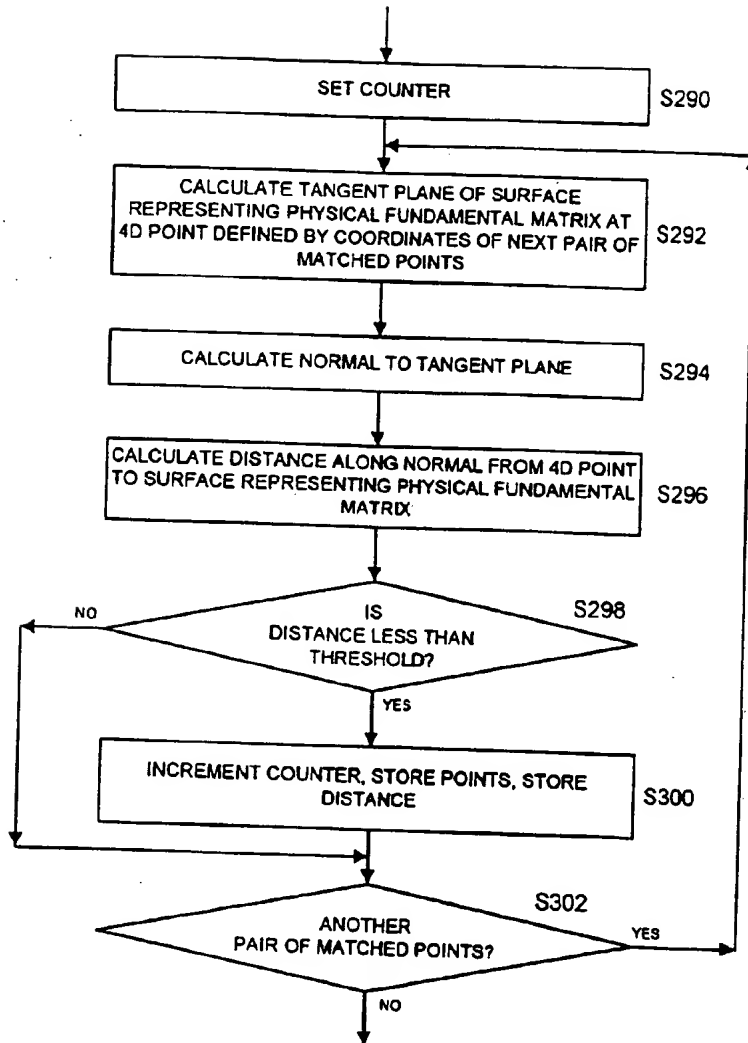 SET COUNTER
S290
CALCULATE TANGENT PLANE OF SURFACE
REPRESENTING PHYSICAL FUNDAMENTAL MATRIX AT
4D POINT DEFINED BY COORDINATES OF NEXT PAIR OF
MATCHED POINTS
S292
CALCULATE NORMAL TO TANGENT PLANE
S294
CALCULATE DISTANCE ALONG NORMAL FROM 4D POINT
TO SURFACE REPRESENTING PHYSICAL FUNDAMENTAL
MATRIX
S296
IS
DISTANCE LESS THAN
THRESHOLD?
S298
NO
YES
INCREMENT COUNTER, STORE POINTS, STORE
DISTANCE
S300
ANOTHER
PAIR OF MATCHED POINTS?
S302
YES
NO